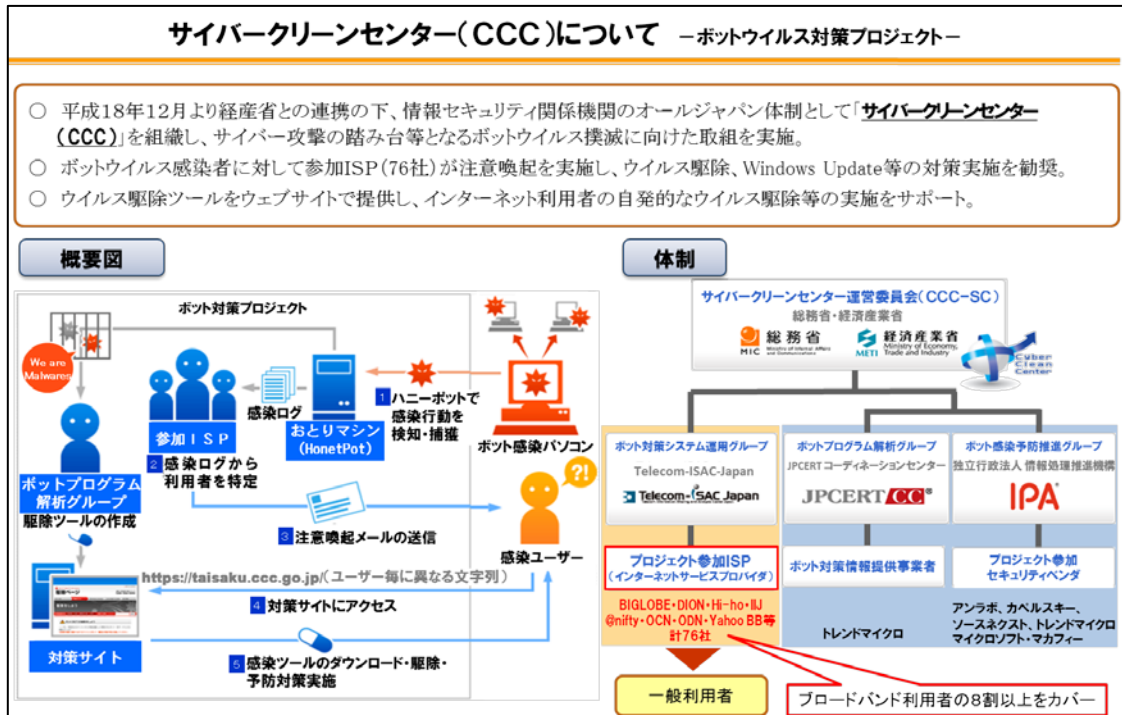 サイバークリーンセンター(CCC)について －ボットウイルス対策プロジェクト－
○ 平成18年12月より経産省との連携の下、情報セキュリティ関係機関のオールジャパン体制として「サイバークリーンセンター
(CCC)」を組織し、サイバー攻撃の踏み台等となるボットウイルス撲滅に向けた取組を実施。
○ ボットウイルス感染者に対して参加ISP(76社)が注意喚起を実施し、ウイルス駆除、Windows Update等の対策実施を勧奨。
○ ウイルス駆除ツールをウェブサイトで提供し、インターネット利用者の自発的なウイルス駆除等の実施をサポート。
概要図
ボット対策プロジェクト
We are
Malwares
感染ログ
参加ISP
おとりマシン
(HonetPot)
1 ハニーポットで
感染行動を
検知・捕獲
ボット感染パソコン
2 感染ログから
利用者を特定
ボットプログラム
解析グループ
駆除ツールの作成
?!
3 注意喚起メールの送信
感染ユーザー
https://taisaku.ccc.go.jp/(ユーザー毎に異なる文字列)
4 対策サイトにアクセス
対策サイト
5 感染ツールのダウンロード・駆除・
予防対策実施
体制
サイバークリーンセンター運営委員会(CCC-SC)
総務省・経済産業省
総務省
MIC Ministry of Internal Affairs
and Communications
経済産業省
METI Ministry of Economy,
Trade and Industry
Cyber
Clean
Center
ボット対策システム運用グループ
Telecom-ISAC-Japan
Telecom-ISAC Japan
ボットプログラム解析グループ
JPCERT コーディネーションセンター
JPCERT CC®
ボット感染予防推進グループ
独立行政法人 情報処理推進機構
IPA
プロジェクト参加ISP
(インターネットサービスプロバイダ)
BIGLOBE・DION・Hi-ho・IIJ
@nifty・OCN・ODN・Yahoo BB等
計76社
ボット対策情報提供事業者
トレンドマイクロ
プロジェクト参加
セキュリティベンダ
アンラボ、カペルスキー、
ソースネクスト、トレンドマイクロ
マイクロソフト・マカフィー
一般利用者
ブロードバンド利用者の8割以上をカバー